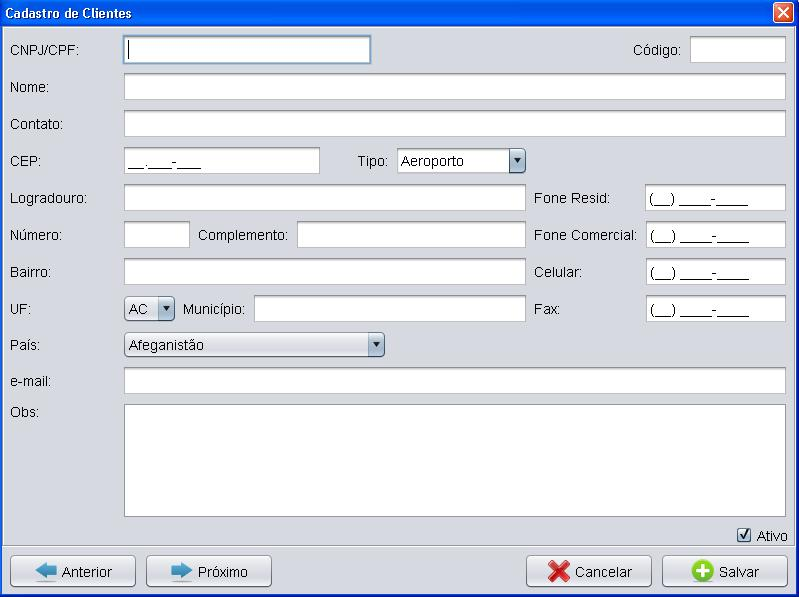 Cadastro de Clientes
CNPJ/CPF: Código:
Nome:
Contato:
CEP: __.___-___ Tipo: Aeroporto
Logradouro: Fone Resid: (__) ____-____
Número: Complemento: Fone Comercial: (__) ____-____
Bairro: Celular: (__) ____-____
UF: AC Município: Fax: (__) ____-____
País: Afeganistão
e-mail:
Obs:
Ativo
Anterior Próximo Cancelar Salvar